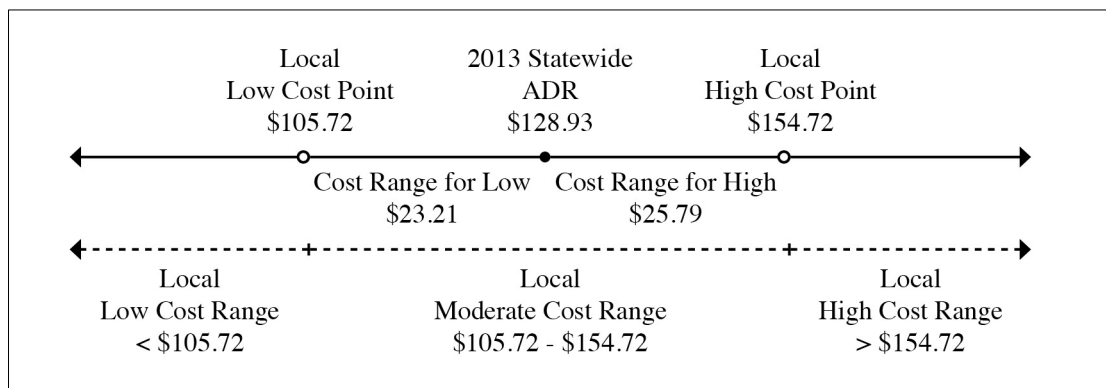 Local
Low Cost Point
$105.72
2013 Statewide
ADR
$128.93
Local
High Cost Point
$154.72
Cost Range for Low
$23.21
Cost Range for High
$25.79
Local
Low Cost Range
< $105.72
Local
Moderate Cost Range
$105.72 - $154.72
Local
High Cost Range
> $154.72